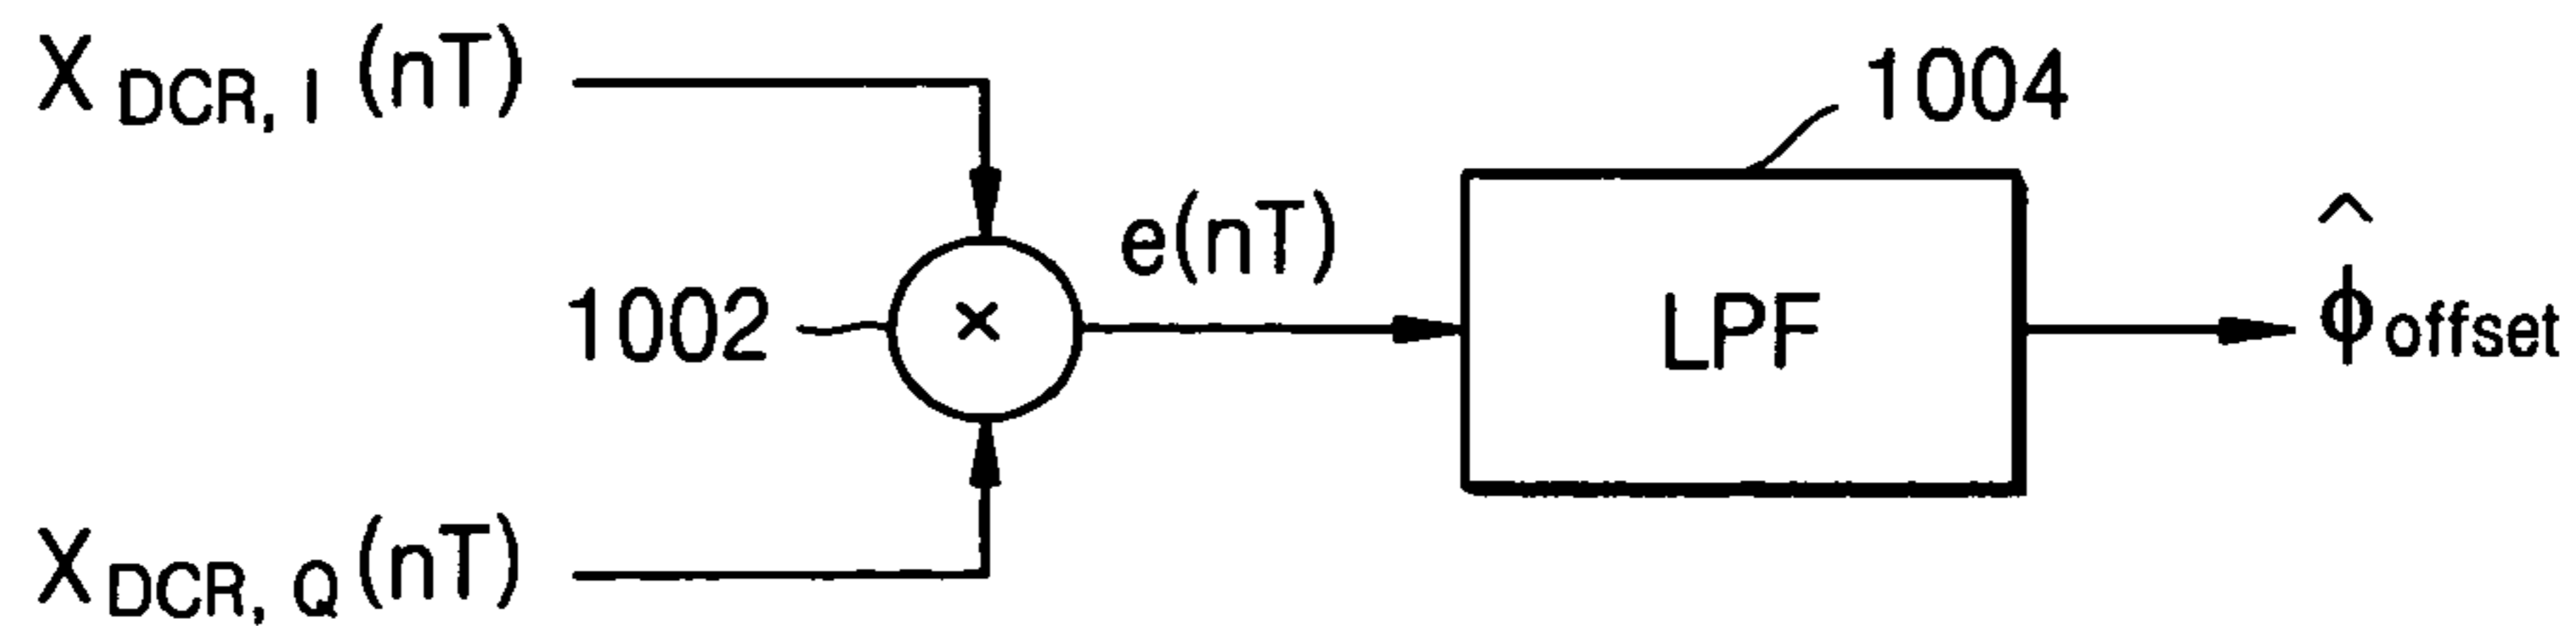 X DCR, I (nT)
1004
e(nT)
1002
×
LPF
ϕ̂ offset
X DCR, Q (nT)